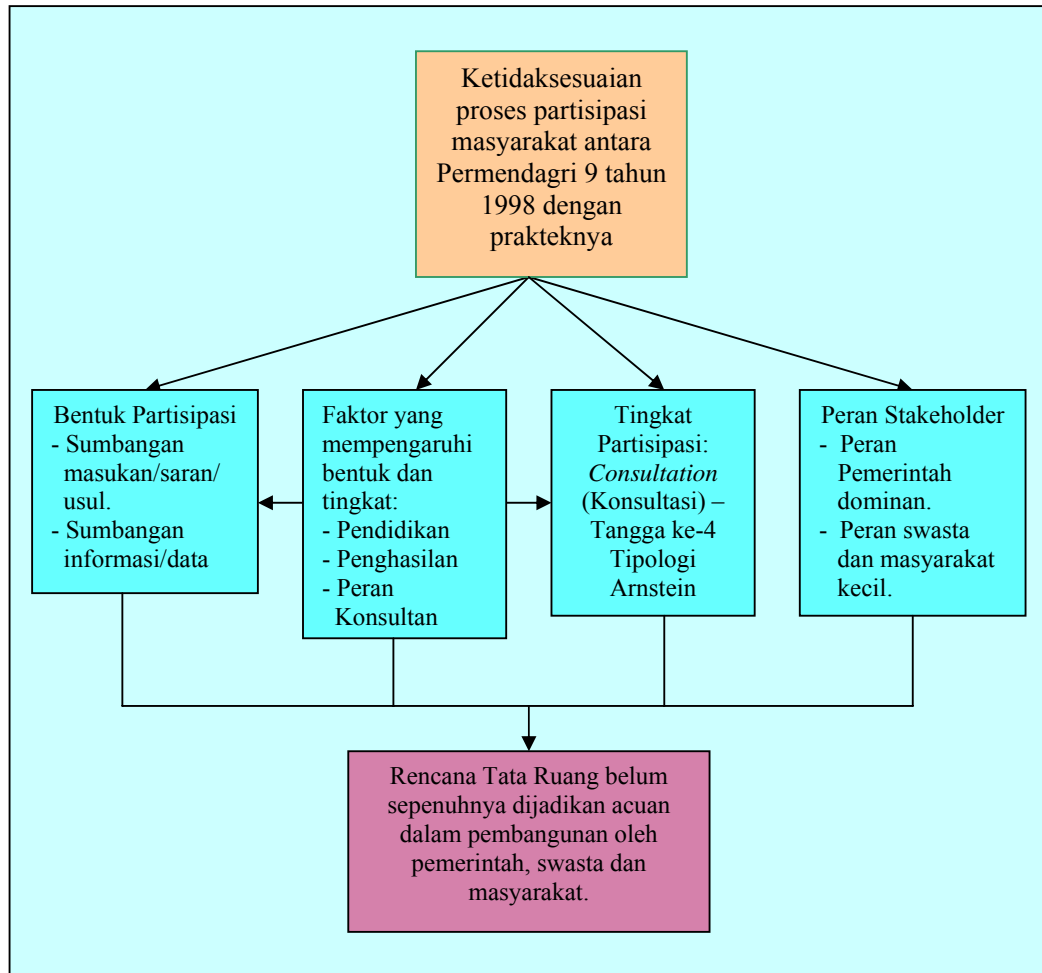 Ketidaksesuaian
proses partisipasi
masyarakat antara
Permendagri 9 tahun
1998 dengan
prakteknya
Bentuk Partisipasi
- Sumbangan
masukan/saran/
usul.
- Sumbangan
informasi/data
Faktor yang
mempengaruhi
bentuk dan
tingkat:
- Pendidikan
- Penghasilan
- Peran
Konsultan
Tingkat
Partisipasi:
Consultation
(Konsultasi) –
Tangga ke-4
Tipologi
Arnstein
Peran Stakeholder
- Peran
Pemerintah
dominan.
- Peran swasta
dan masyarakat
kecil.
Rencana Tata Ruang belum
sepenuhnya dijadikan acuan
dalam pembangunan oleh
pemerintah, swasta dan
masyarakat.